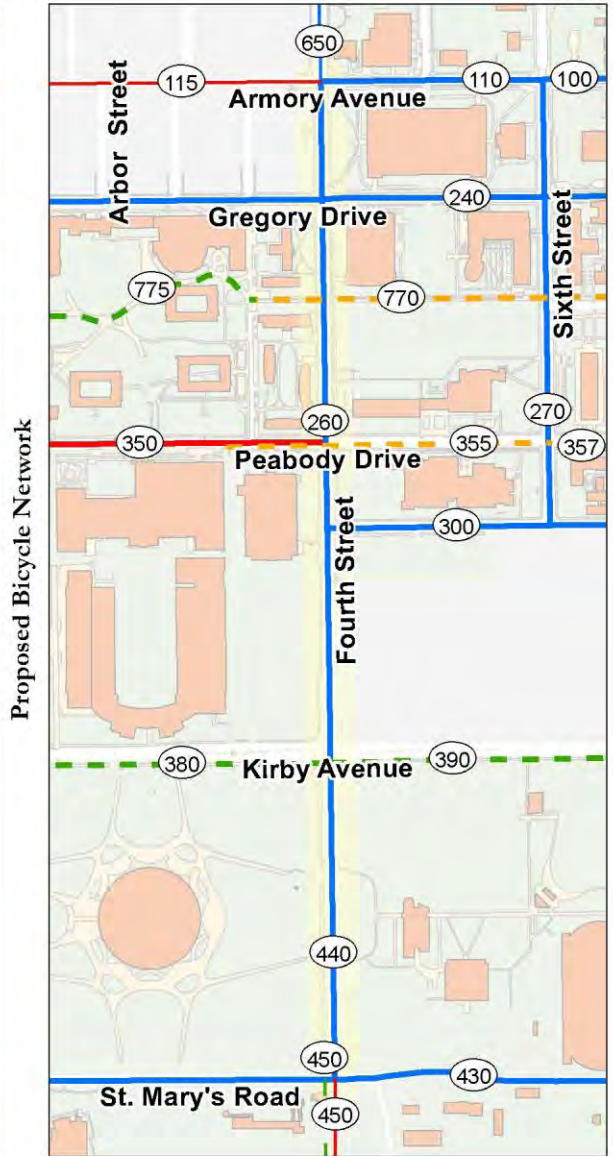 Proposed Bicycle Network
650
Arbor Street
115
110
100
Armory Avenue
240
Gregory Drive
Sixth Street
775
770
260
270
350
355
357
Peabody Drive
300
Fourth Street
380
Kirby Avenue
390
440
450
430
St. Mary's Road
450